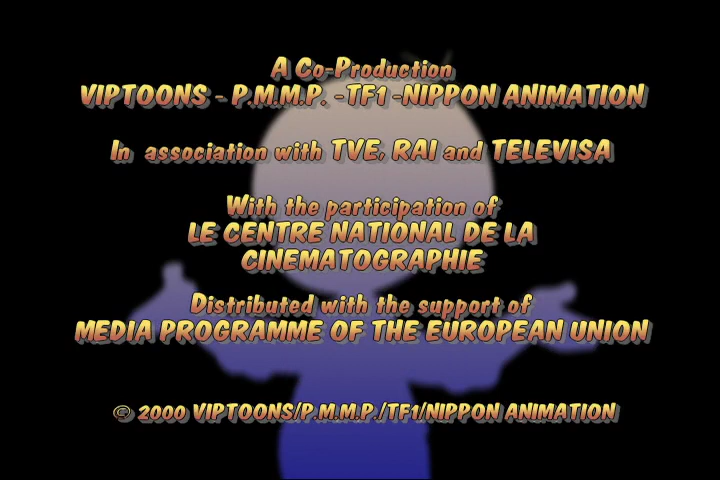 A Co-Production
VIPTOONS - P.M.M.P. -TF1 -NIPPON ANIMATION
In association with TVE, RAI and TELEVISA
With the participation of
LE CENTRE NATIONAL DE LA
CINEMATOGRAPHIE
Distributed with the support of
MEDIA PROGRAMME OF THE EUROPEAN UNION
© 2000 VIPTOONS/P.M.M.P./TF1/NIPPON ANIMATION